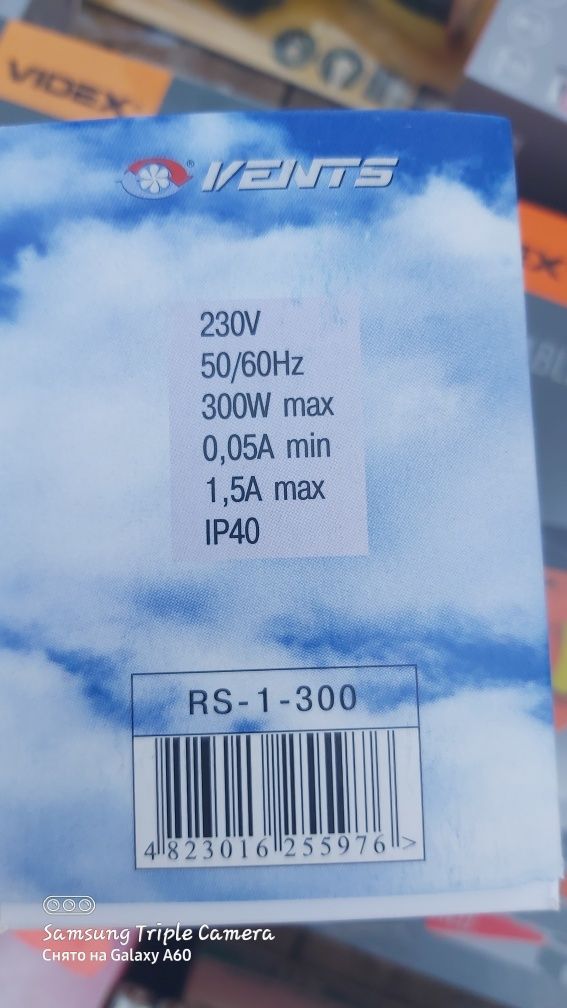 VIDEX
VENTS
230V
50/60Hz
300W max
0,05A min
1,5A max
IP40
RS-1-300
4 823016 255976 >
Samsung Triple Camera
Снято на Galaxy A60